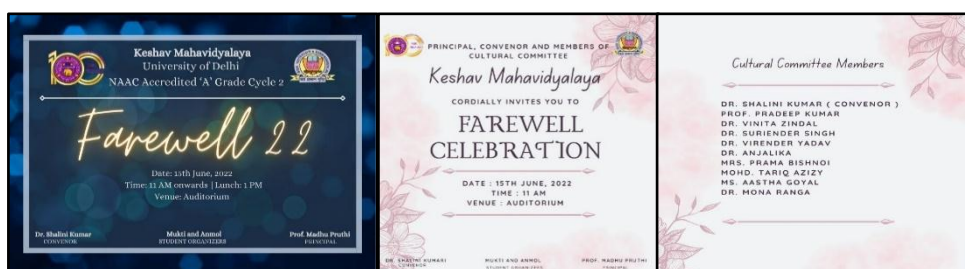 Keshav Mahavidyalaya
University of Delhi
NAAC Accredited 'A' Grade Cycle 2
Farewell 22
Date: 15th June, 2022
Time: 11 AM onwards | Lunch: 1 PM
Venue: Auditorium
Dr. Shalini Kumar
CONVENOR
Mukti and Anmol
STUDENT ORGANIZERS
Prof. Madhu Pruthi
PRINCIPAL
PRINCIPAL, CONVENOR AND MEMBERS OF
CULTURAL COMMITTEE
Keshav Mahavidyalaya
CORDIALLY INVITES YOU TO
FAREWELL
CELEBRATION
DATE : 15TH JUNE, 2022
TIME : 11 AM
VENUE : AUDITORIUM
DR. SHALINI KUMARI
CONVENOR
MUKTI AND ANMOL
STUDENT ORGANIZERS
PROF. MADHU PRUTHI
Cultural Committee Members
DR. SHALINI KUMAR ( CONVENOR )
PROF. PRADEEP KUMAR
DR. VINITA ZINDAL
DR. SURIENDER SINGH
DR. VIRENDER YADAV
DR. ANJALIKA
MRS. PRAMA BISHNOI
MOHD. TARIQ AZIZY
MS. AASTHA GOYAL
DR. MONA RANGA